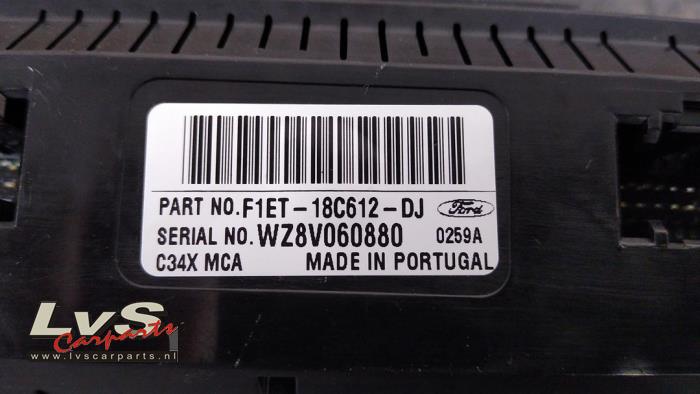 PART NO. F1ET-18C612-DJ Ford
SERIAL NO. WZ8V060880 0259A
C34X MCA MADE IN PORTUGAL
LvS
Carparts
www.lvscarparts.nl